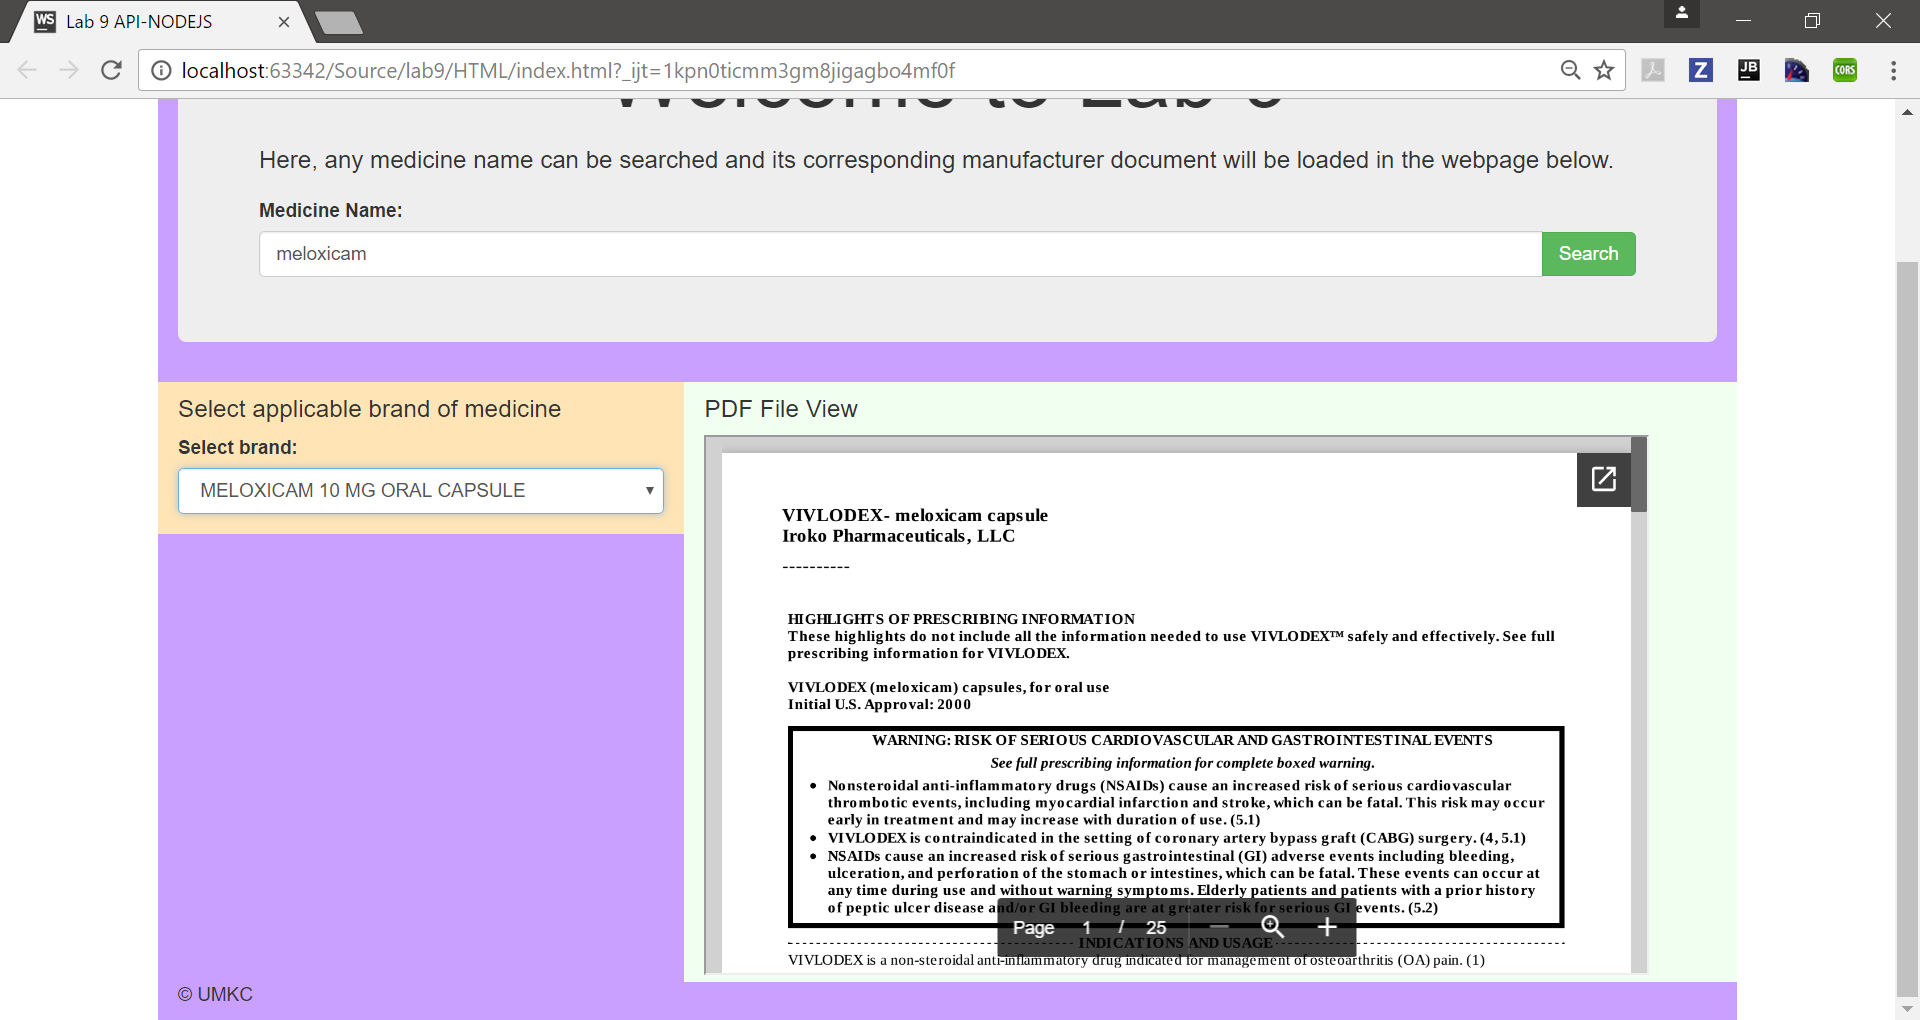 WS Lab 9 API-NODEJS
localhost:63342/Source/lab9/HTML/index.html?_ijt=1kpn0ticmm3gm8jigagbo4mf0f
Z JB CORS
Welcome to Lab 9
Here, any medicine name can be searched and its corresponding manufacturer document will be loaded in the webpage below.
Medicine Name:
meloxicam
Search
Select applicable brand of medicine
Select brand:
MELOXICAM 10 MG ORAL CAPSULE
PDF File View
VIVLODEX- meloxicam capsule
Iroko Pharmaceuticals, LLC
----------
HIGHLIGHTS OF PRESCRIBING INFORMATION
These highlights do not include all the information needed to use VIVLODEX™ safely and effectively. See full
prescribing information for VIVLODEX.
VIVLODEX (meloxicam) capsules, for oral use
Initial U.S. Approval: 2000
WARNING: RISK OF SERIOUS CARDIOVASCULAR AND GASTROINTESTINAL EVENTS
See full prescribing information for complete boxed warning.
• Nonsteroidal anti-inflammatory drugs (NSAIDs) cause an increased risk of serious cardiovascular
thrombotic events, including myocardial infarction and stroke, which can be fatal. This risk may occur
early in treatment and may increase with duration of use. (5.1)
• VIVLODEX is contraindicated in the setting of coronary artery bypass graft (CABG) surgery. (4, 5.1)
• NSAIDs cause an increased risk of serious gastrointestinal (GI) adverse events including bleeding,
ulceration, and perforation of the stomach or intestines, which can be fatal. These events can occur at
any time during use and without warning symptoms. Elderly patients and patients with a prior history
of peptic ulcer disease and/or GI bleeding are at greater risk for serious GI events. (5.2)
Page 1 / 25
INDICATIONS AND USAGE
VIVLODEX is a non-steroidal anti-inflammatory drug indicated for management of osteoarthritis (OA) pain. (1)
© UMKC